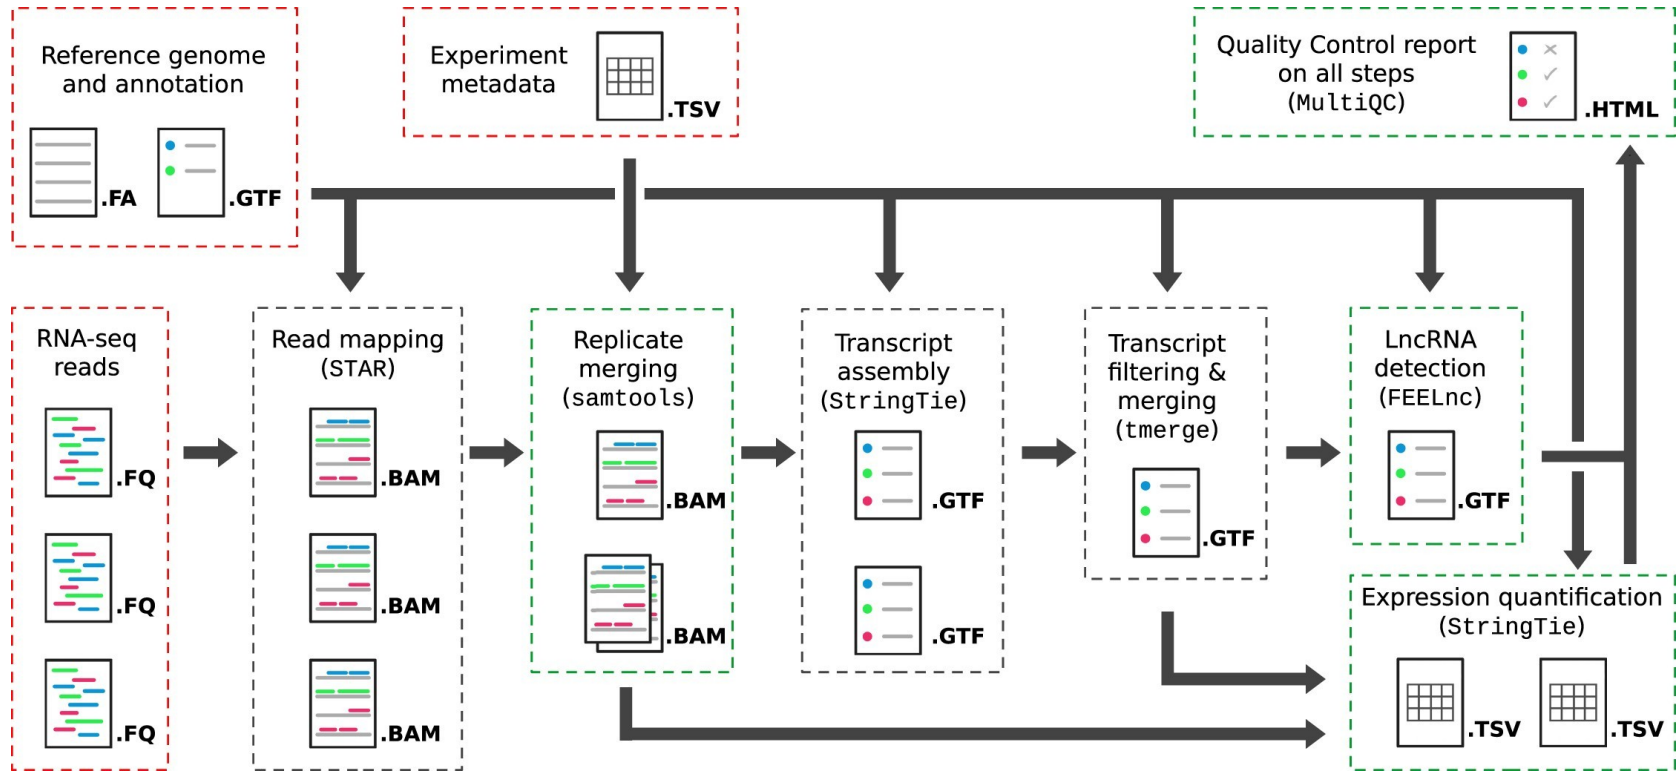 Reference genome
and annotation
.FA
.GTF
Experiment
metadata
.TSV
Quality Control report
on all steps
(MultiQC)
.HTML
RNA-seq
reads
.FQ
.FQ
.FQ
Read mapping
(STAR)
.BAM
.BAM
.BAM
Replicate
merging
(samtools)
.BAM
.BAM
Transcript
assembly
(StringTie)
.GTF
.GTF
Transcript
filtering &
merging
(tmerge)
.GTF
LncRNA
detection
(FEELnc)
.GTF
Expression quantification
(StringTie)
.TSV
.TSV